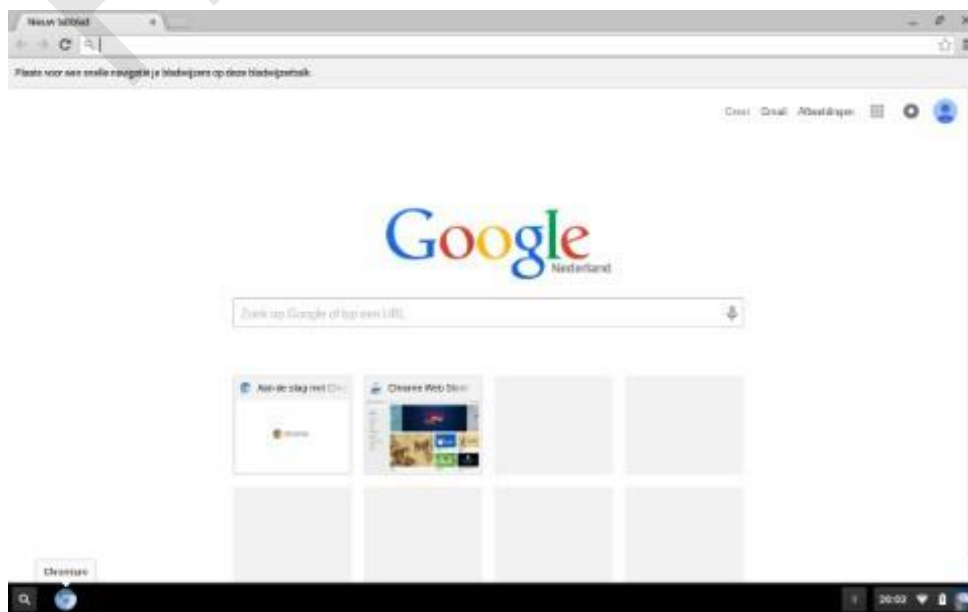 Nieuw tabblad
Plaats voor een snelle navigatie je bladwijzers op deze bladwijzerbalk.
Gmail Afbeeldingen
Google
Nederland
Zoek op Google of typ een URL
Aan de slag met Chr
Chrome Web Store
Chromium
20:03